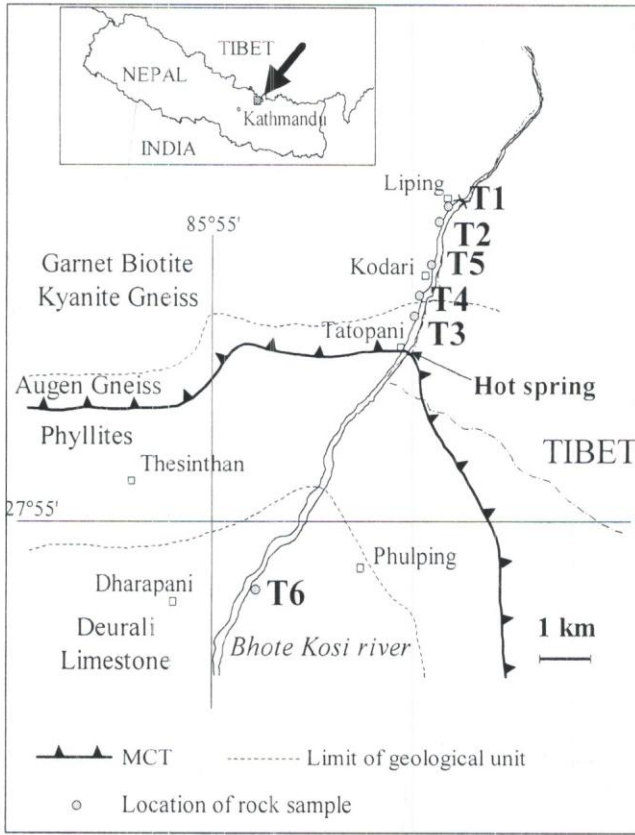 TIBET
NEPAL
Kathmandu
INDIA
Liping
T1
85°55'
T2
Garnet Biotite
Kyanite Gneiss
Kodari
T5
T4
Tatopani
T3
Augen Gneiss
Hot spring
Phyllites
TIBET
Thesinthan
27°55'
Phulping
Dharapani
T6
1 km
Deurali
Limestone
Bhote Kosi river
MCT
Limit of geological unit
Location of rock sample